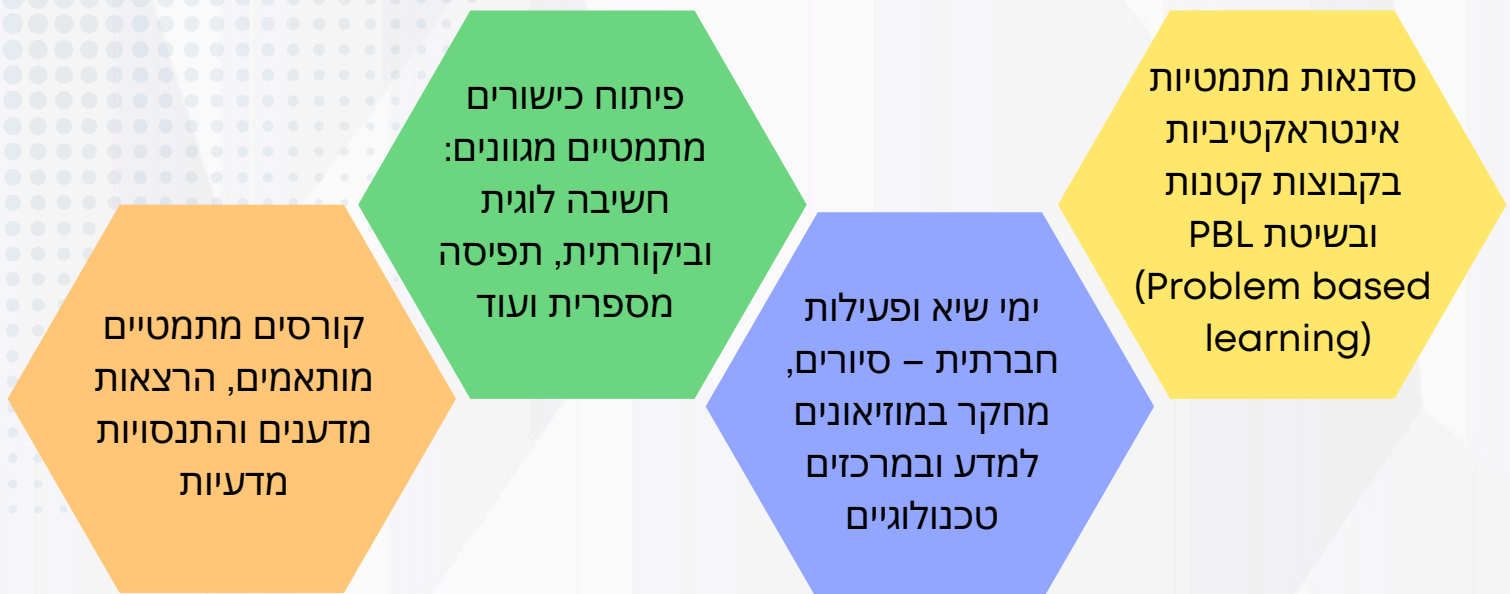 סדנאות מתמטיות
אינטראקטיביות
בקבוצות קטנות
ובשיטת PBL
(Problem based
learning)
ימי שיא ופעילות
חברתית – סיורים,
מחקר במוזיאונים
למדע ובמרכזים
טכנולוגיים
פיתוח כישורים
מתמטיים מגוונים:
חשיבה לוגית
וביקורתית, תפיסה
מספרית ועוד
קורסים מתמטיים
מותאמים, הרצאות
מדענים והתנסויות
מדעיות